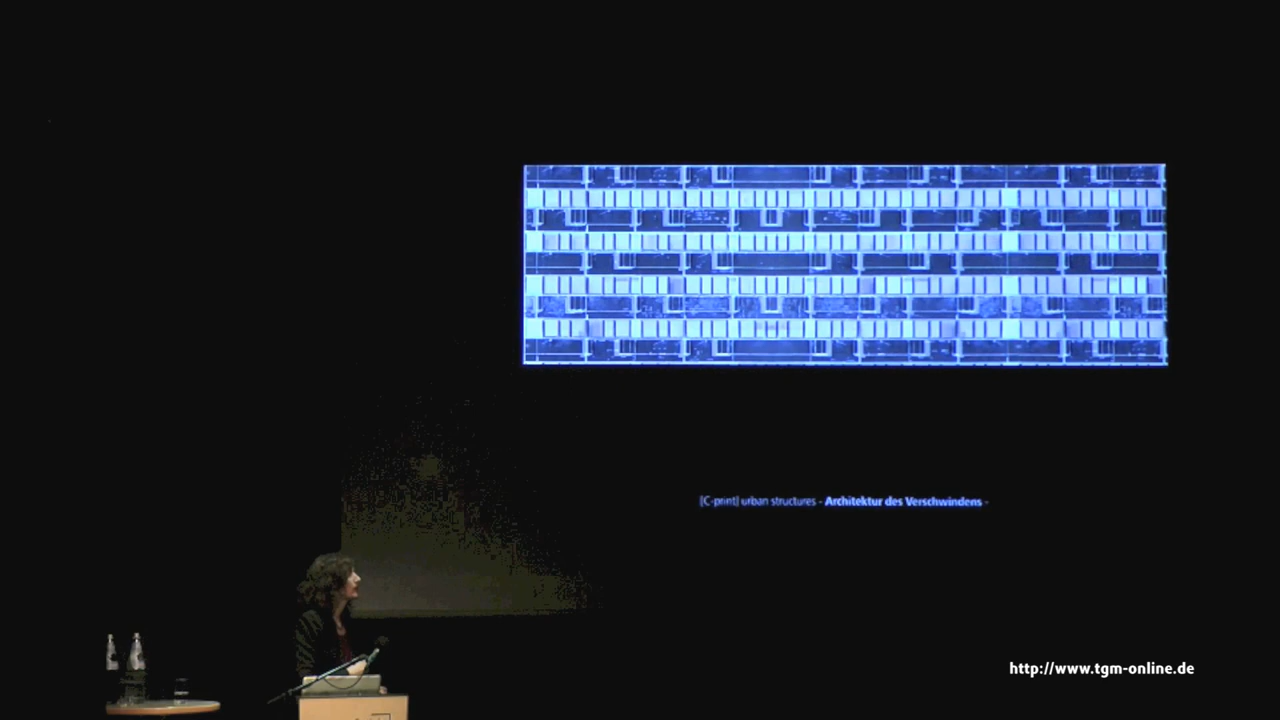 [C-print] urban structures - Architektur des Verschwindens -
http://www.tgm-online.de